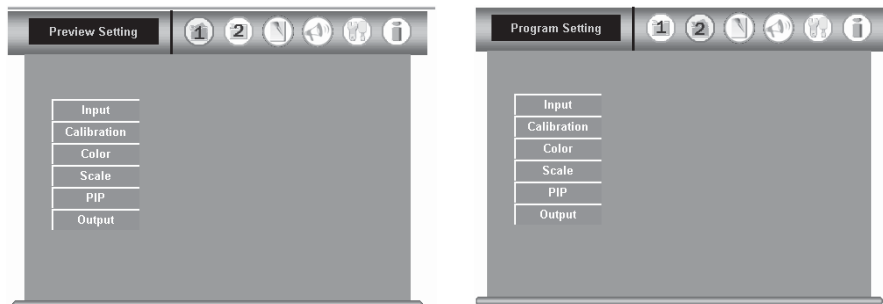 Preview Setting 1 2 i
Input
Calibration
Color
Scale
PIP
Output
Program Setting 1 2 i
Input
Calibration
Color
Scale
PIP
Output